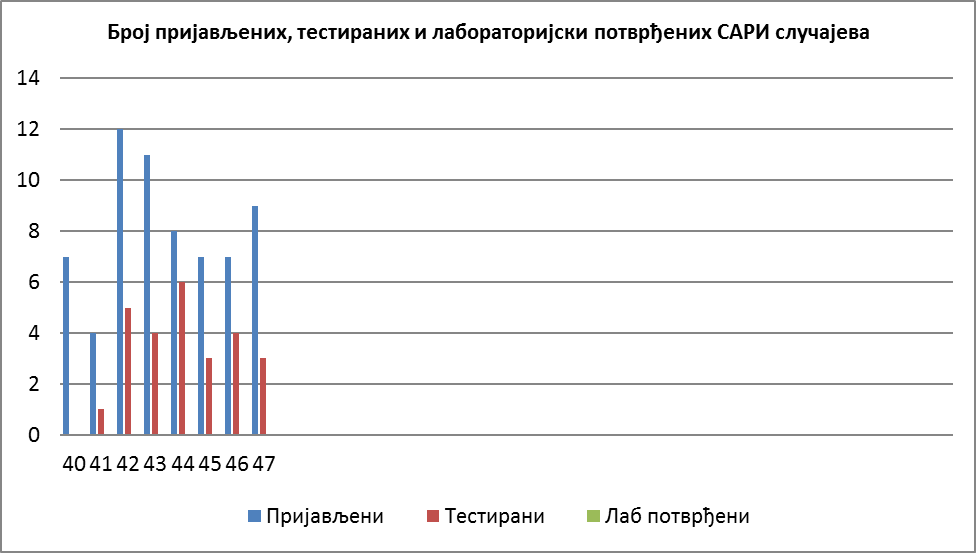 Број пријављених, тестираних и лабораторијски потврђених САРИ случајева
14
12
10
8
6
4
2
0
40 41 42 43 44 45 46 47
Пријављени Тестирани Лаб потврђени